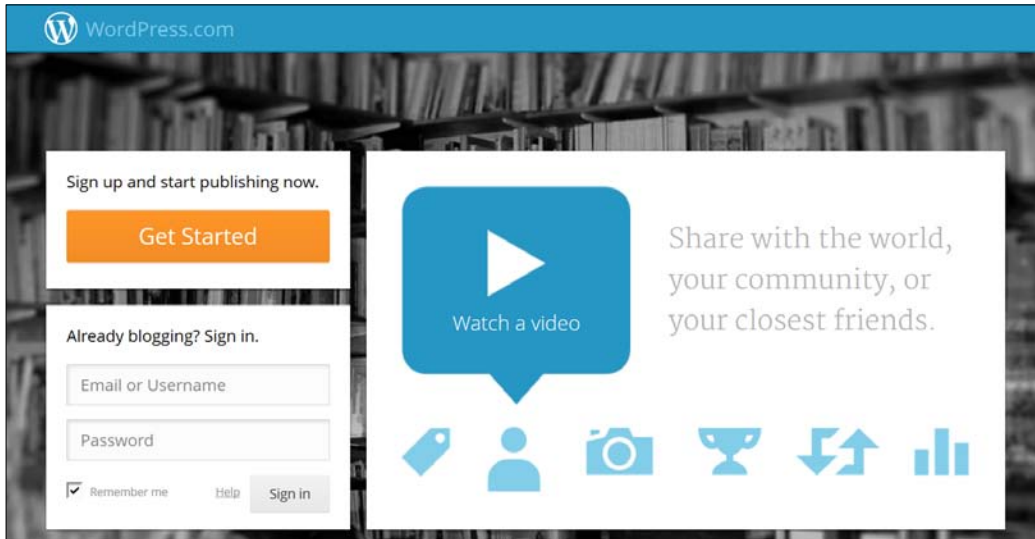 WordPress.com
Sign up and start publishing now.
Get Started
Already blogging? Sign in.
Email or Username
Password
Remember me
Help
Sign in
Watch a video
Share with the world,
your community, or
your closest friends.